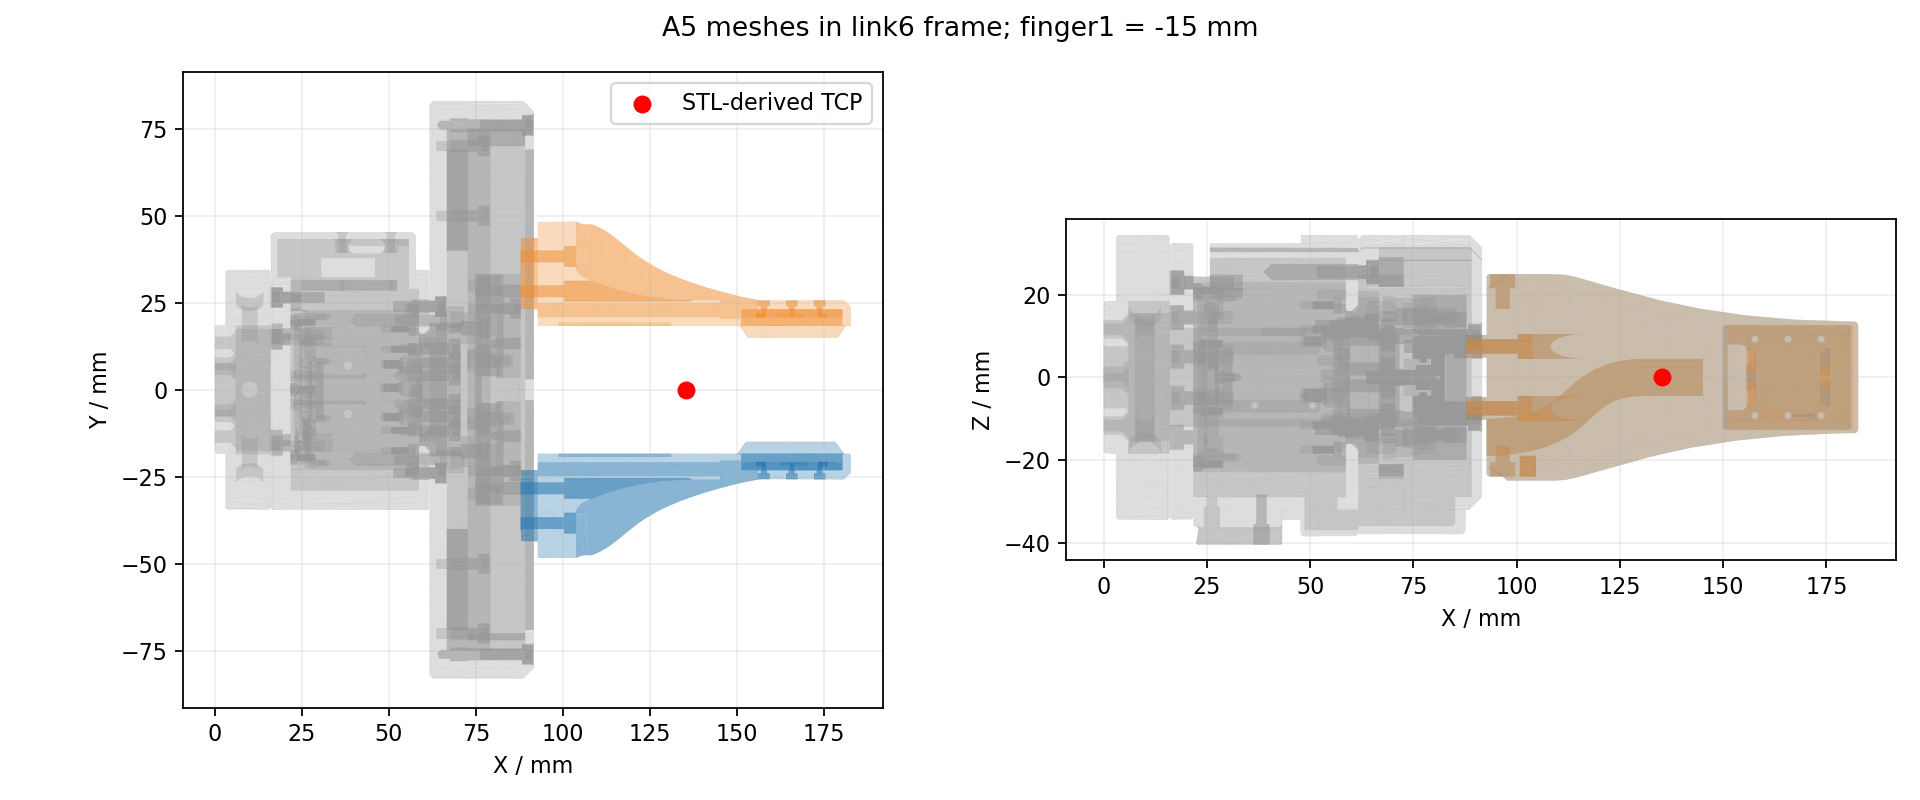 A5 meshes in link6 frame; finger1 = -15 mm
STL-derived TCP
75
50
25
0
−25
−50
−75
Y / mm
0 25 50 75 100 125 150 175
X / mm
20
0
−20
−40
Z / mm
0 25 50 75 100 125 150 175
X / mm